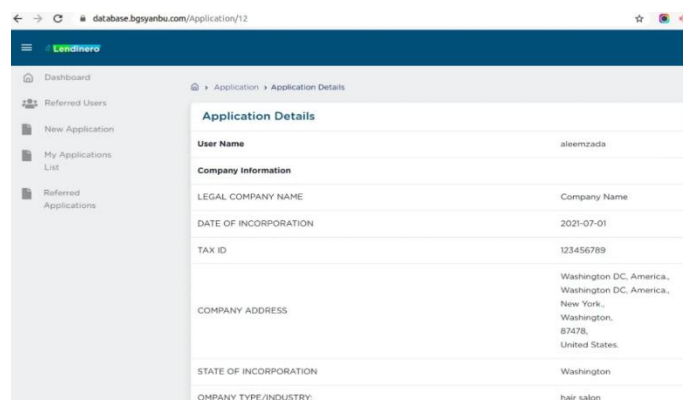 database.bgsyanbu.com/Application/12
Lendinero
Dashboard
Referred Users
New Application
My Applications
List
Referred
Applications
Application › Application Details
Application Details
User Name aleemzada
Company Information
LEGAL COMPANY NAME Company Name
DATE OF INCORPORATION 2021-07-01
TAX ID 123456789
COMPANY ADDRESS
Washington DC, America.,
Washington DC, America.,
New York.,
Washington,
87478,
United States.
STATE OF INCORPORATION Washington
OMPANY TYPE/INDUSTRY: hair salon